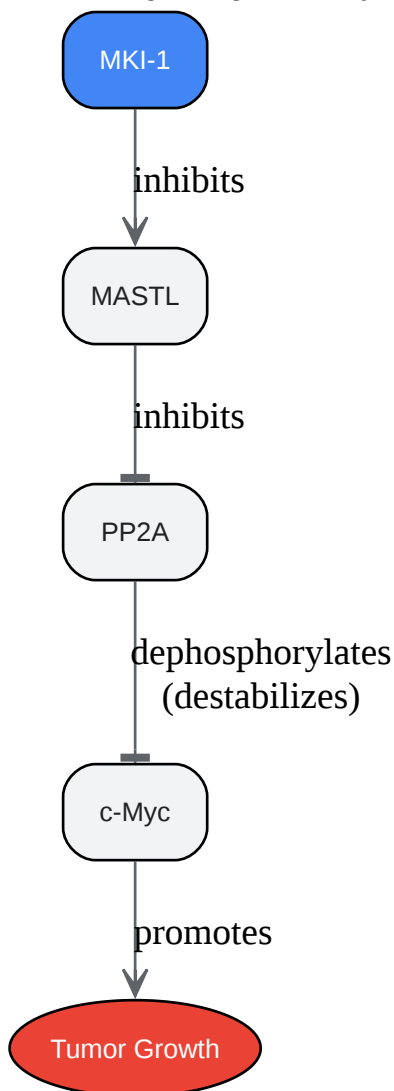 MKI-1
inhibits
MASTL
inhibits
PP2A
dephosphorylates
(destabilizes)
c-Myc
promotes
Tumor Growth